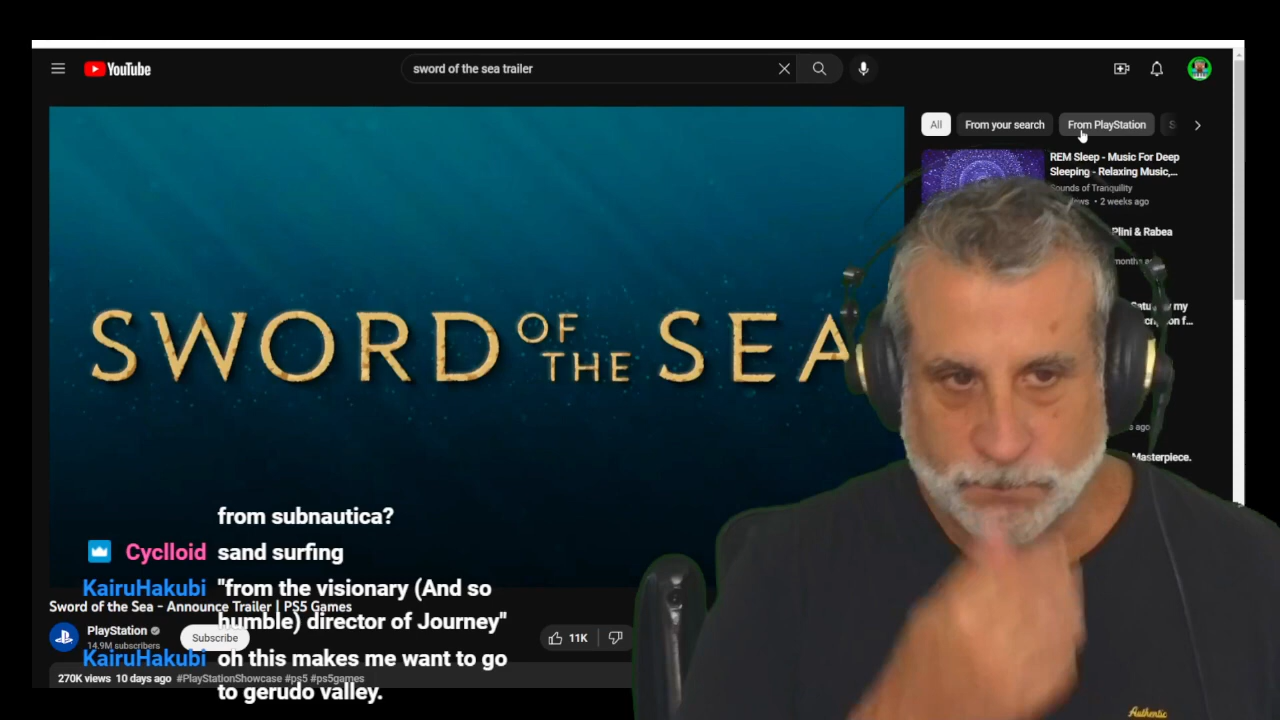 YouTube
sword of the sea trailer
All
From your search
From PlayStation
S
REM Sleep - Music For Deep
Sleeping - Relaxing Music,...
Sounds of Tranquility
2 weeks ago
Plini & Rabea
months
my
s ago
Masterpiece.
SWORD OF THE SEA
from subnautica?
Cyclloid sand surfing
KairuHakubi "from the visionary (And so
humble) director of Journey"
KairuHakubi oh this makes me want to go
to gerudo valley.
Sword of the Sea - Announce Trailer | PS5 Games
PlayStation
14.9M subscribers
Subscribe
11K
270K views 10 days ago #PlayStationShowcase #ps5 #ps5games
Authentic